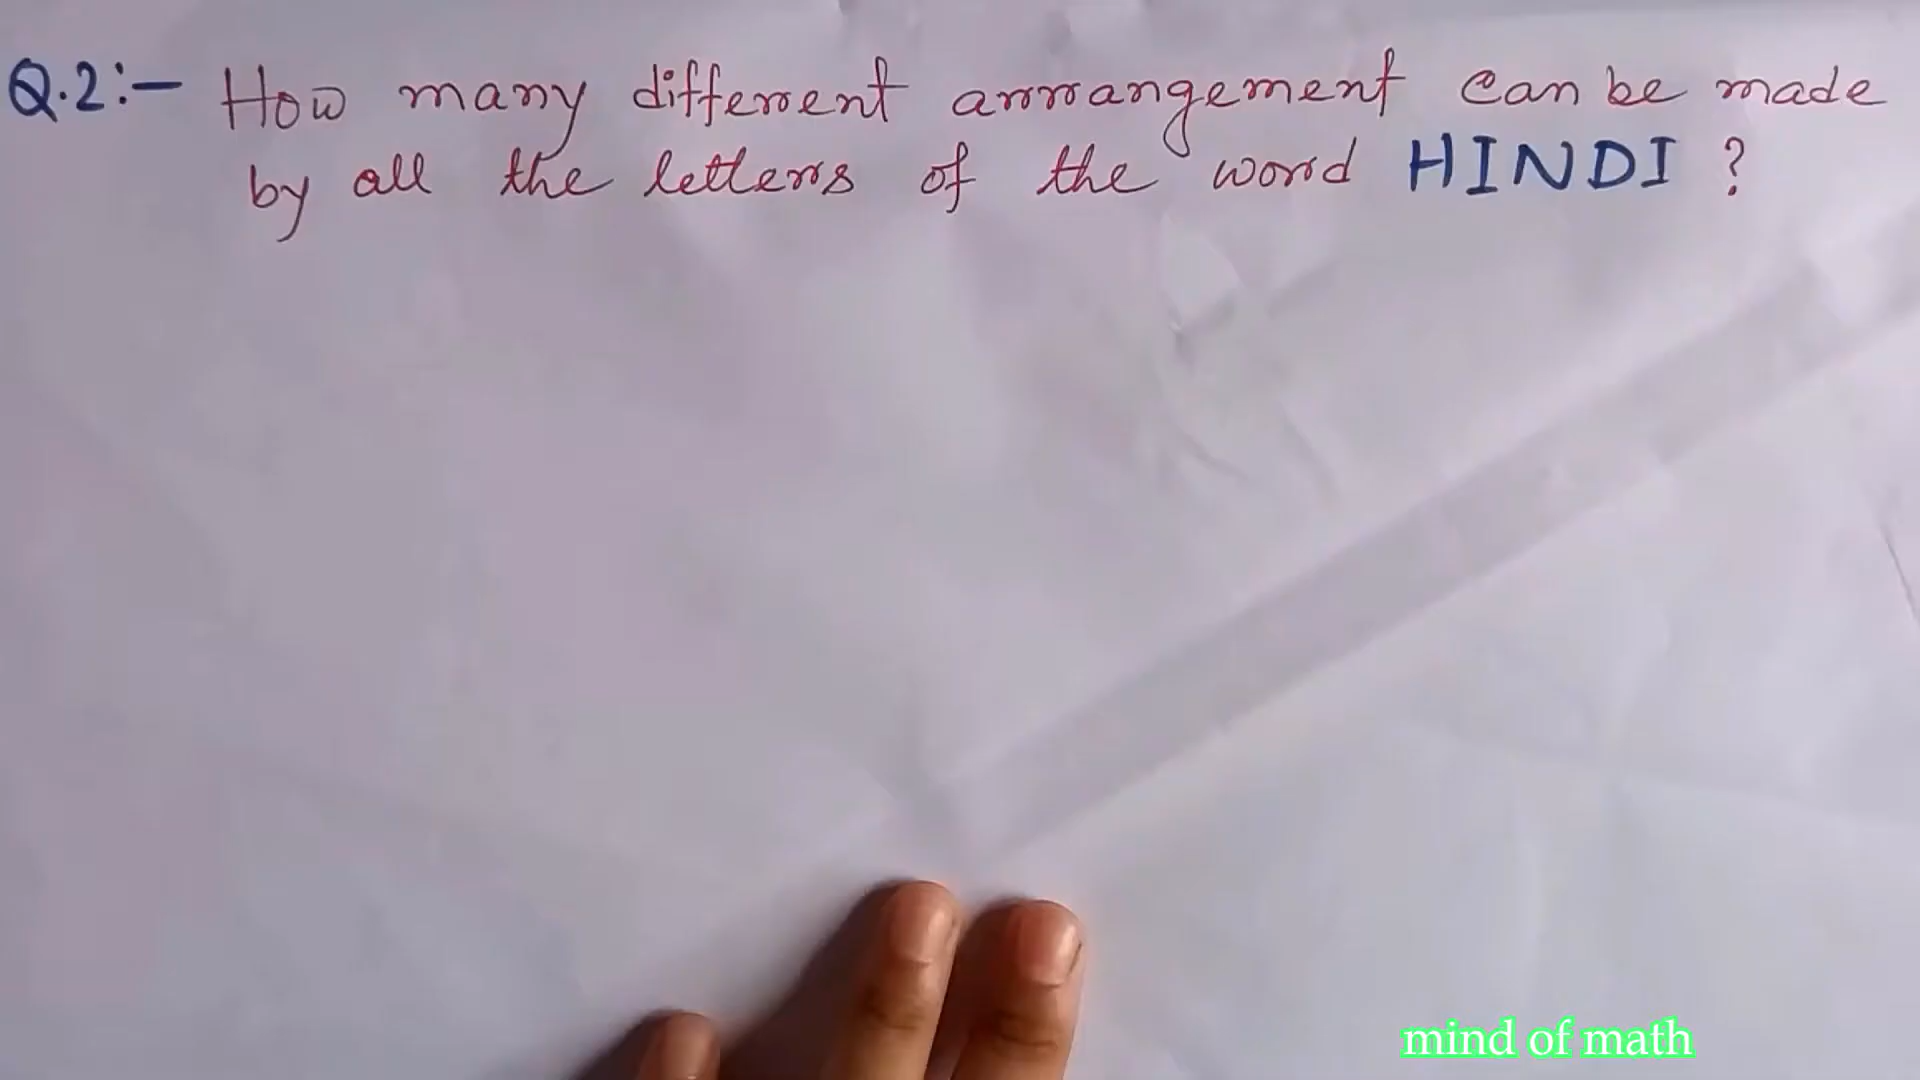 Q.2:- How many different arrangement can be made
by all the letters of the word HINDI ?
mind of math